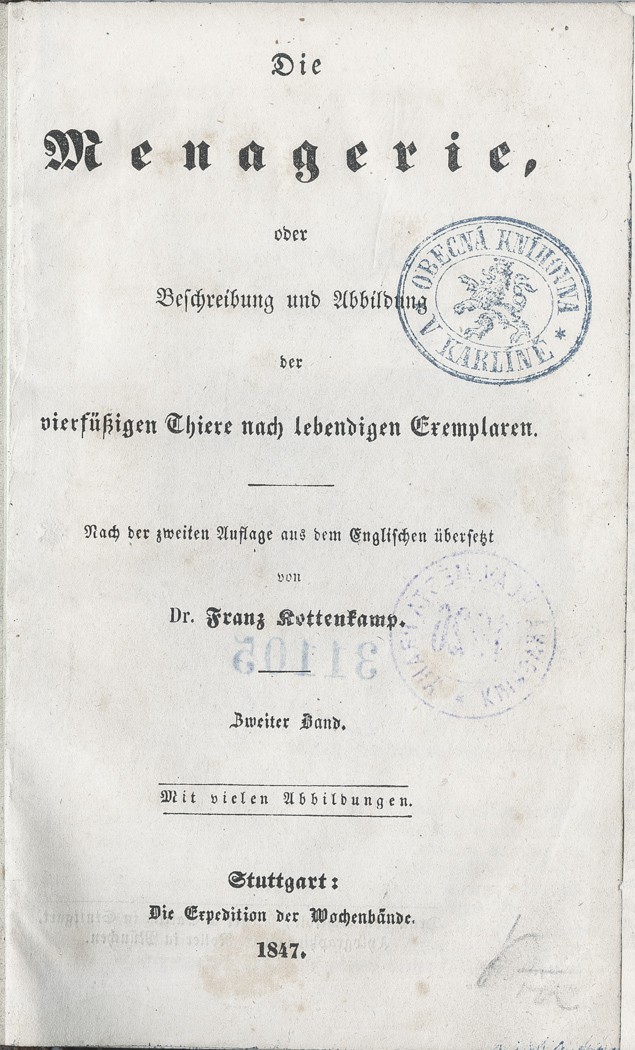 Die
Menagerie,
oder
Beschreibung und Abbildung
der
vierfüßigen Thiere nach lebendigen Exemplaren.
Nach der zweiten Auflage aus dem Englischen übersetzt
von
Dr. Franz Kottenkamp.
Zweiter Band.
Mit vielen Abbildungen.
Stuttgart:
Die Expedition der Wochenbände.
1847.
OBECNÁ KNIHOVNA
V KARLÍNĚ *
31105